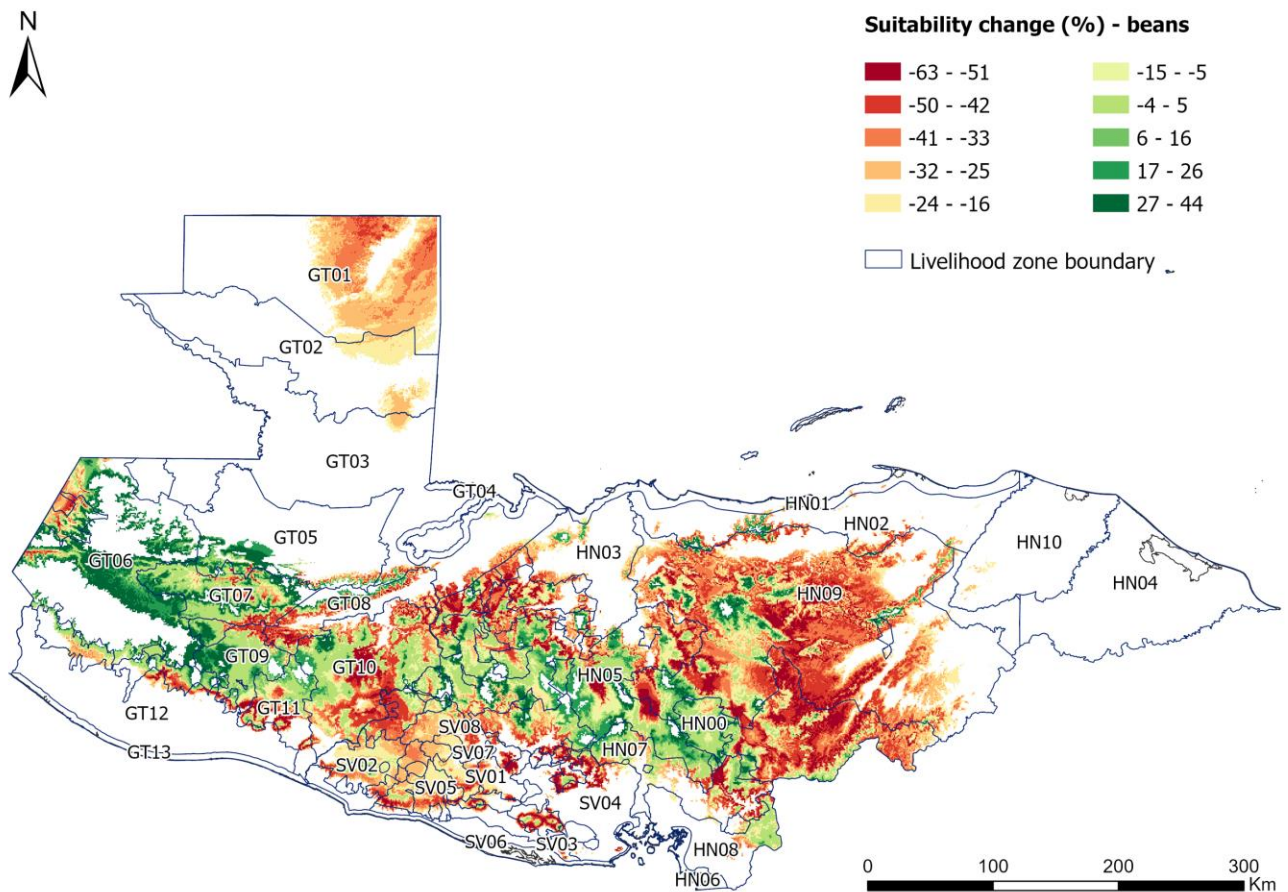 N
Suitability change (%) - beans
-63 - -51
-50 - -42
-41 - -33
-32 - -25
-24 - -16
-15 - -5
-4 - 5
6 - 16
17 - 26
27 - 44
Livelihood zone boundary
GT01
GT02
GT03
GT04
GT05
GT06
GT07
GT08
GT09
GT10
GT11
GT12
GT13
HN01
HN02
HN03
HN10
HN04
HN09
HN05
HN00
HN07
SV08
SV07
SV02
SV01
SV05
SV04
SV06
SV03
HN08
HN06
0 100 200 300
Km